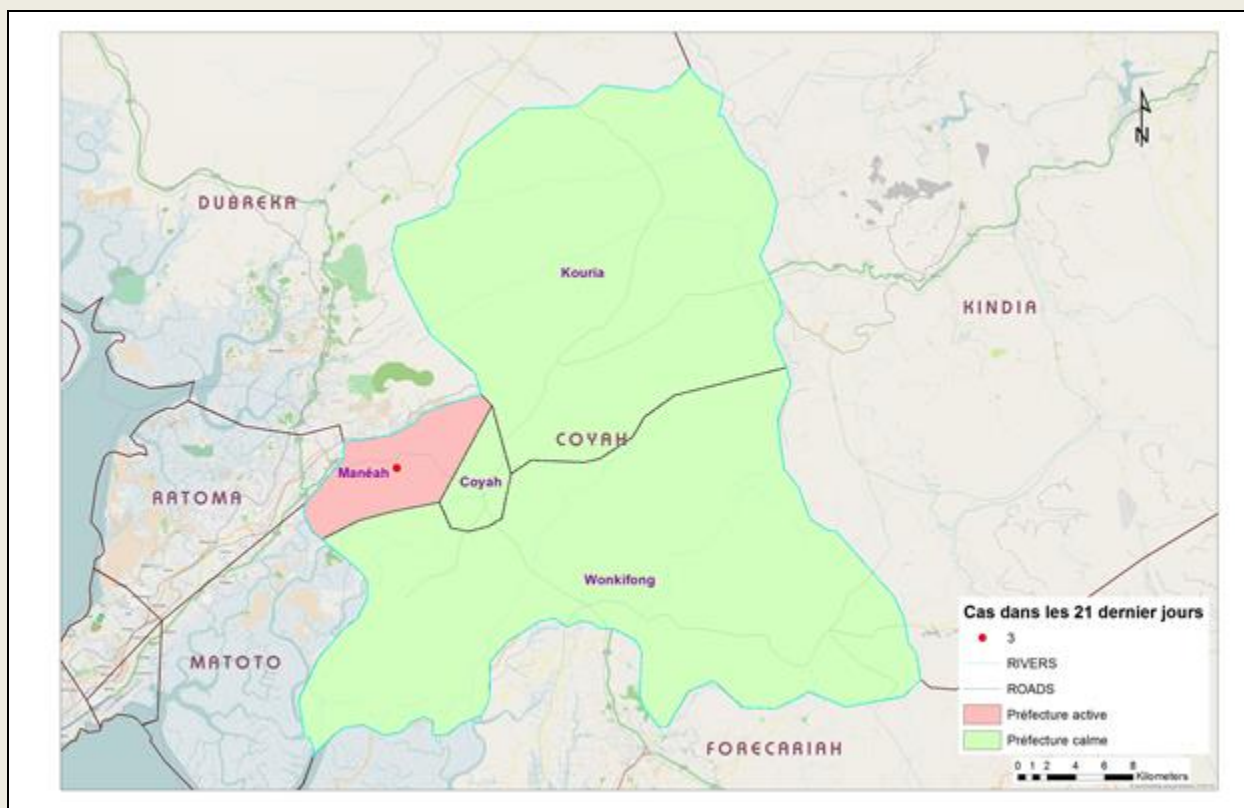 N
DUBREKA
Kouria
KINDIA
COYAH
Manéah
Coyah
RATOMA
Wonkifong
MATOTO
FORECARIAH
Cas dans les 21 dernier jours
3
RIVERS
ROADS
Préfecture active
Préfecture calme
0 1 2 4 6 8
Kilometers